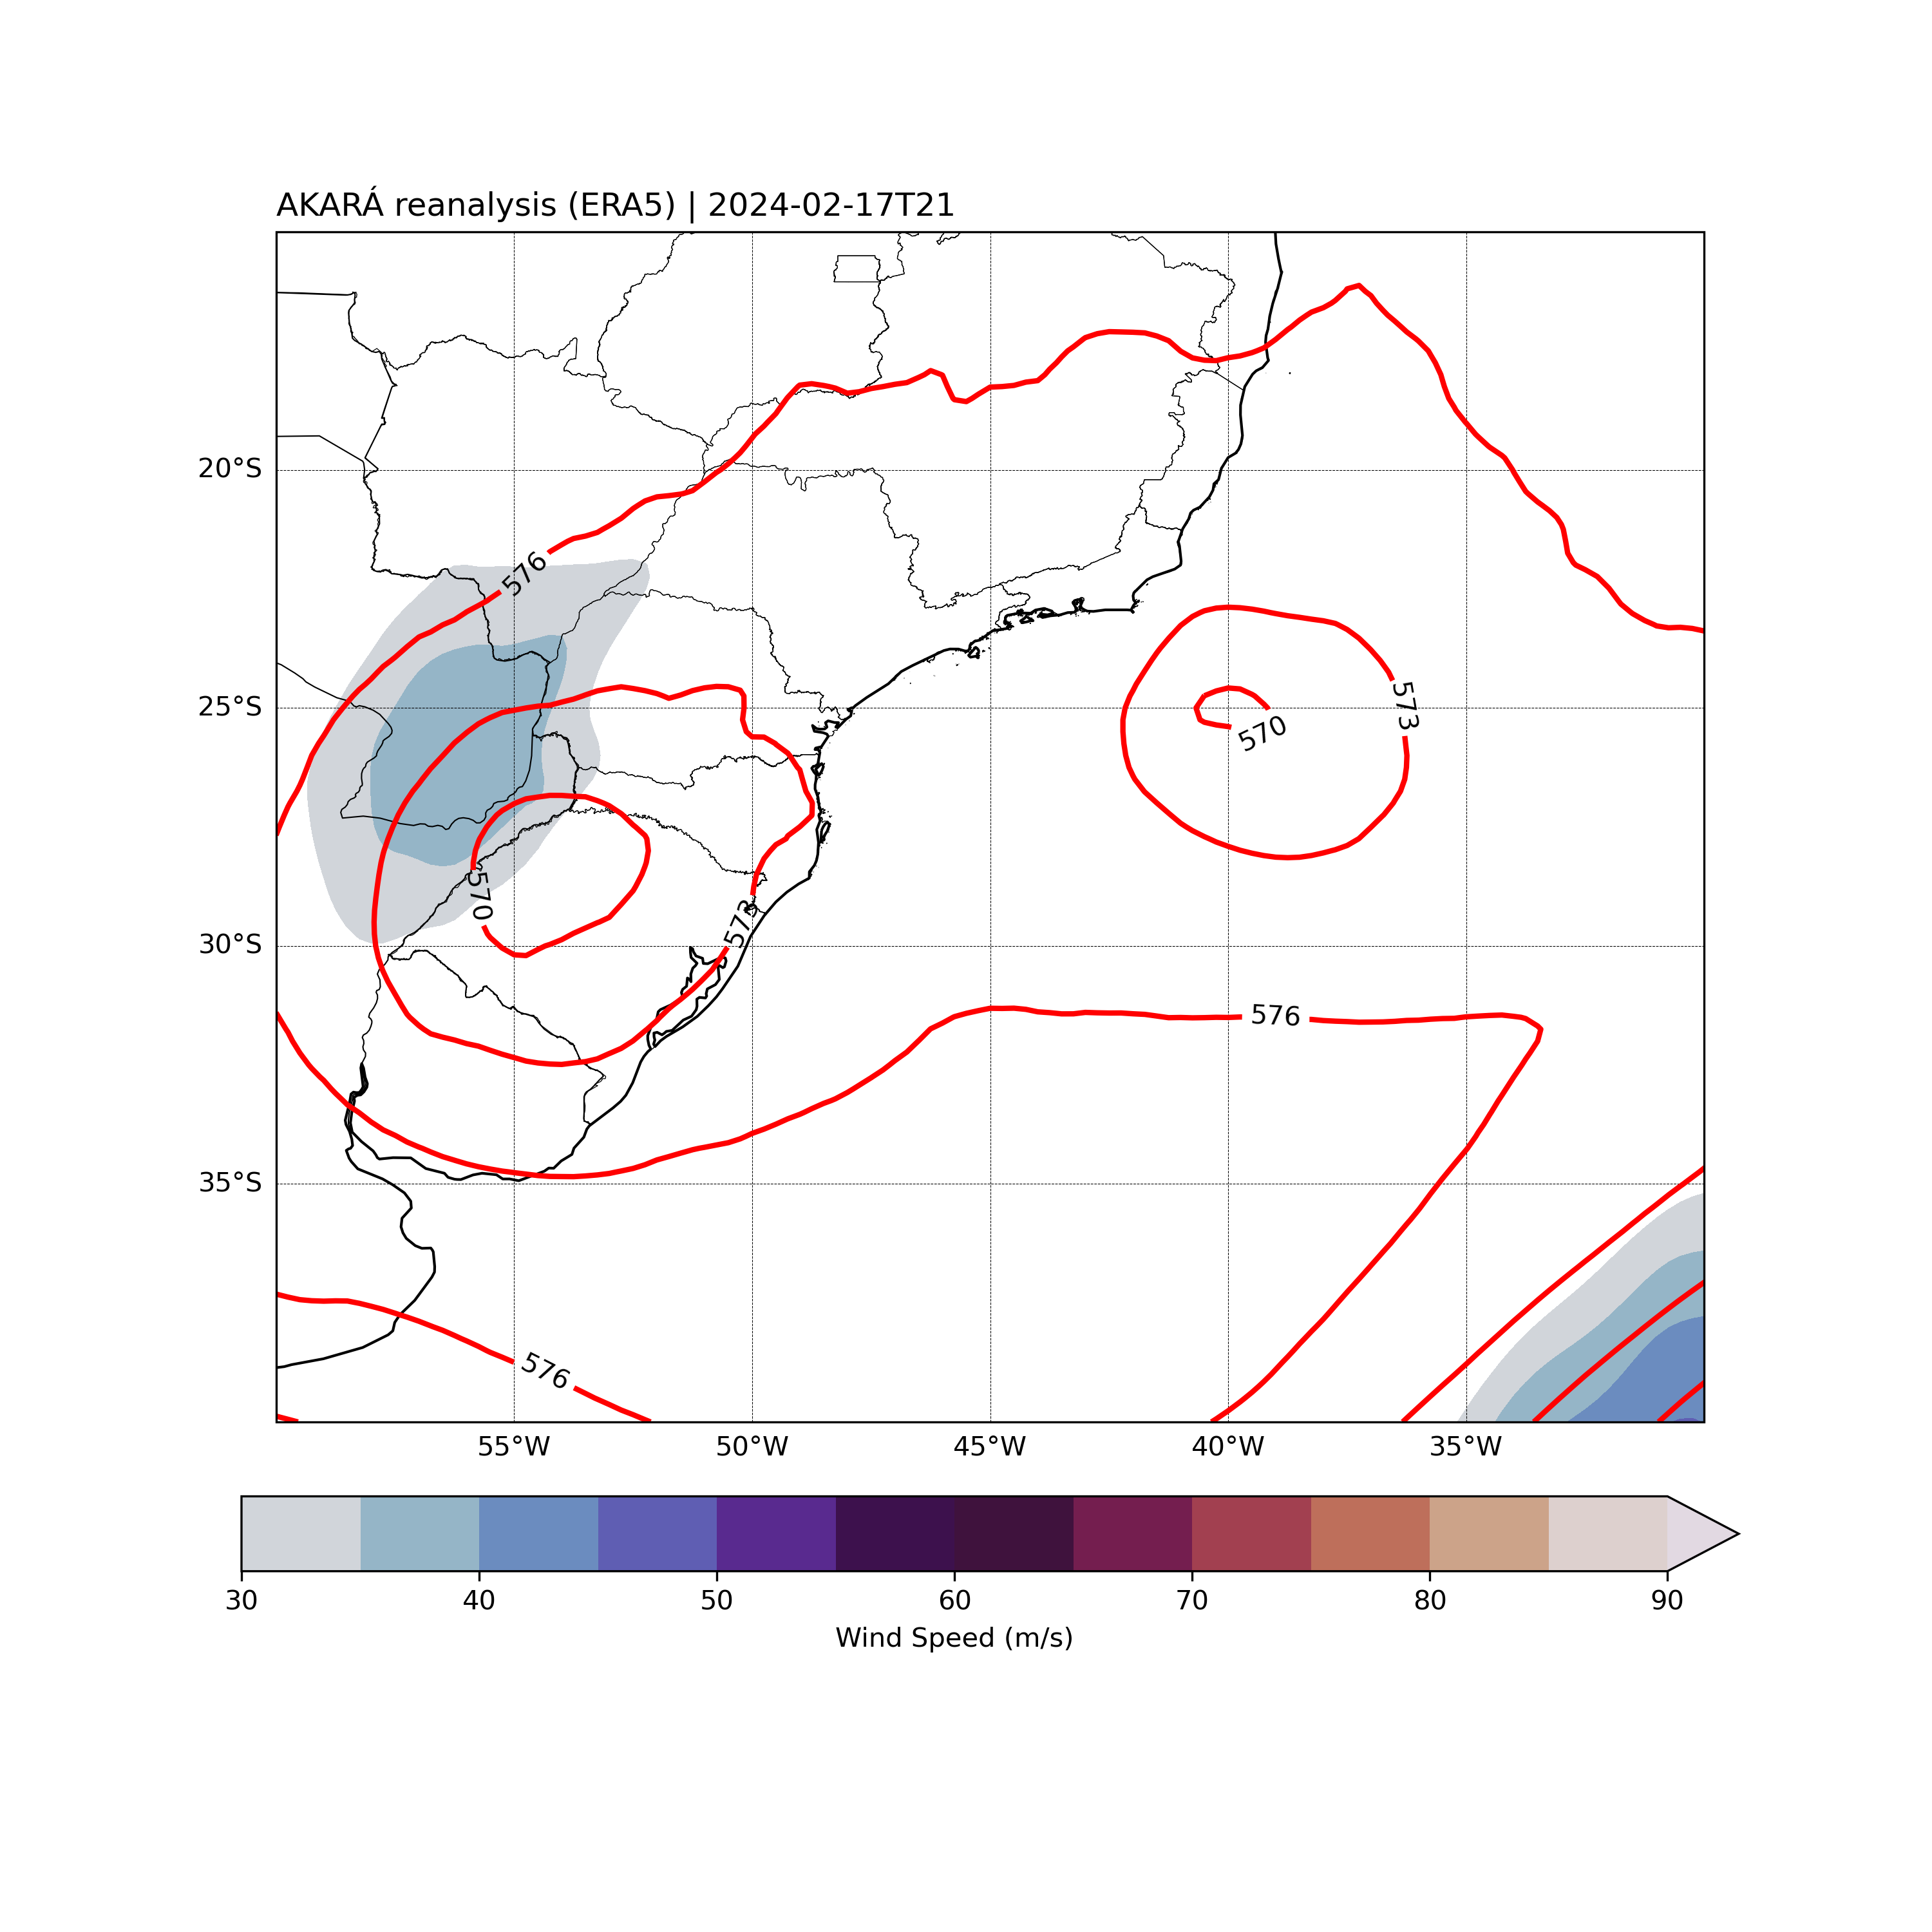 AKARÁ reanalysis (ERA5) | 2024-02-17T21
20°S
25°S
30°S
35°S
576
573
570
570
573
576
576
55°W 50°W 45°W 40°W 35°W
30 40 50 60 70 80 90
Wind Speed (m/s)